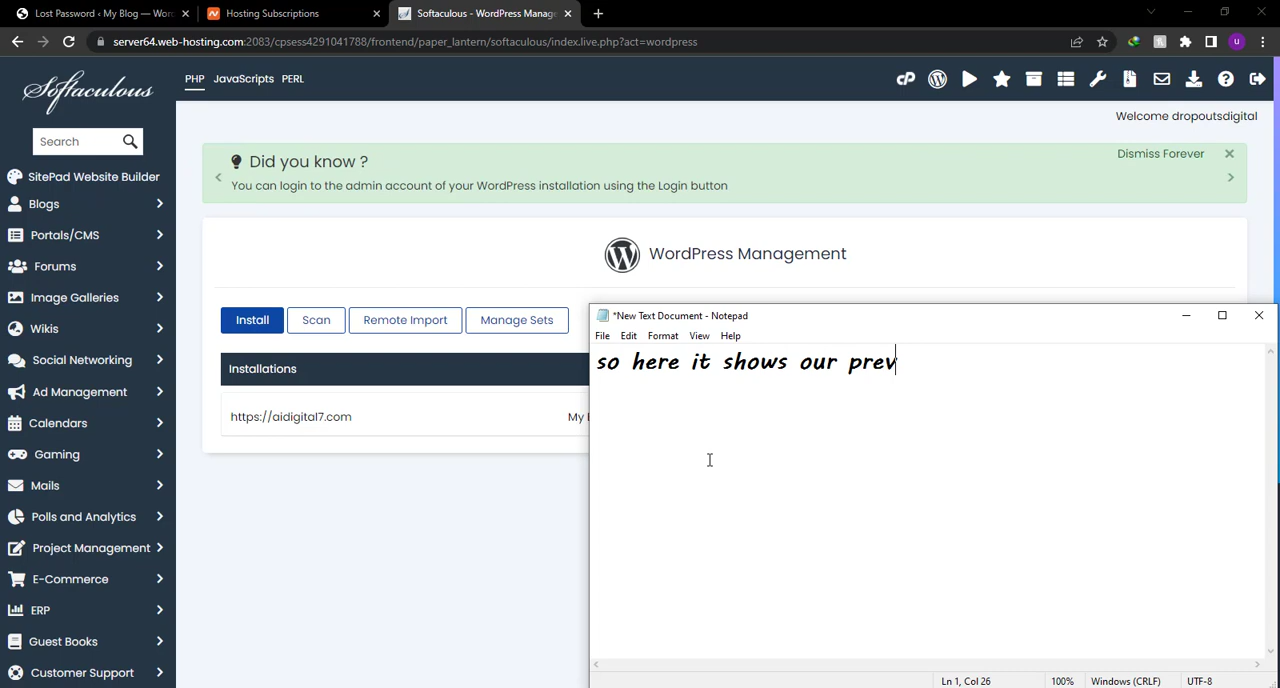 Lost Password ‹ My Blog — Wor
Hosting Subscriptions
Softaculous - WordPress Manag
server64.web-hosting.com:2083/cpsess4291041788/frontend/paper_lantern/softaculous/index.live.php?act=wordpress
u
Softaculous
PHP JavaScripts PERL
Welcome dropoutsdigital
Search
Did you know ?
Dismiss Forever
You can login to the admin account of your WordPress installation using the Login button
SitePad Website Builder
Blogs
Portals/CMS
Forums
Image Galleries
Wikis
Social Networking
Ad Management
Calendars
Gaming
Mails
Polls and Analytics
Project Management
E-Commerce
ERP
Guest Books
Customer Support
WordPress Management
Install Scan Remote Import Manage Sets
Installations
https://aidigital7.com My b
*New Text Document - Notepad
File Edit Format View Help
so here it shows our prev
Ln 1, Col 26 100% Windows (CRLF) UTF-8